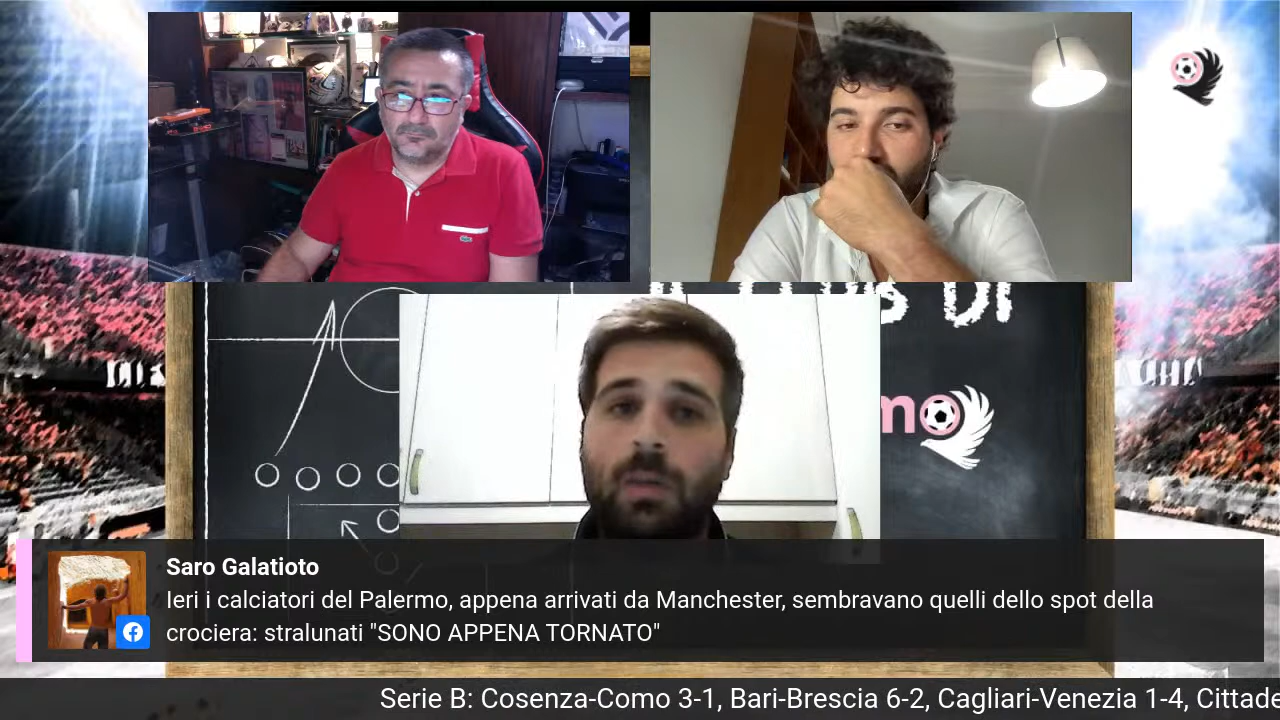 Saro Galatioto
Ieri i calciatori del Palermo, appena arrivati da Manchester, sembravano quelli dello spot della
crociera: stralunati "SONO APPENA TORNATO"
Serie B: Cosenza-Como 3-1, Bari-Brescia 6-2, Cagliari-Venezia 1-4, Cittade